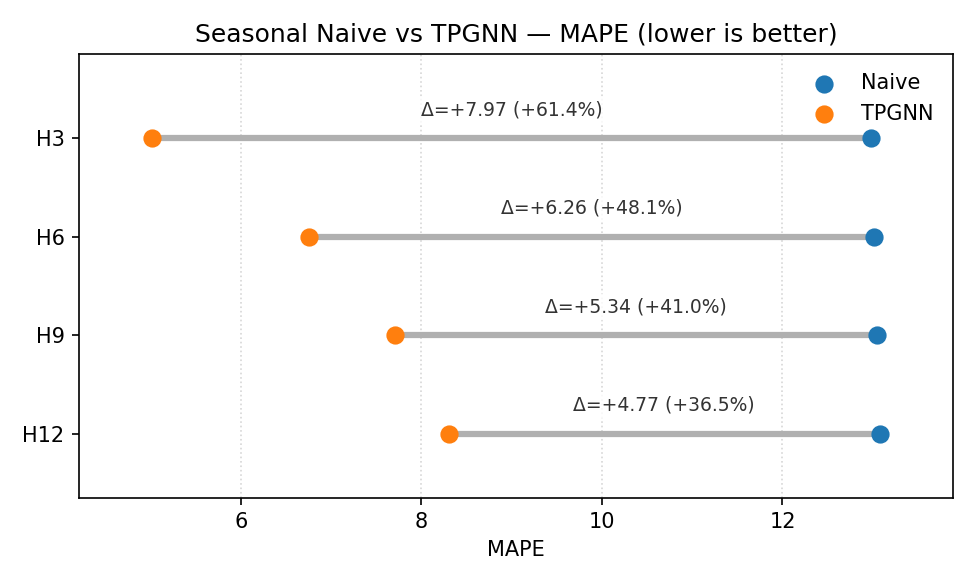 Seasonal Naive vs TPGNN — MAPE (lower is better)
Naive
TPGNN
Δ=+7.97 (+61.4%)
H3
Δ=+6.26 (+48.1%)
H6
Δ=+5.34 (+41.0%)
H9
Δ=+4.77 (+36.5%)
H12
6 8 10 12
MAPE